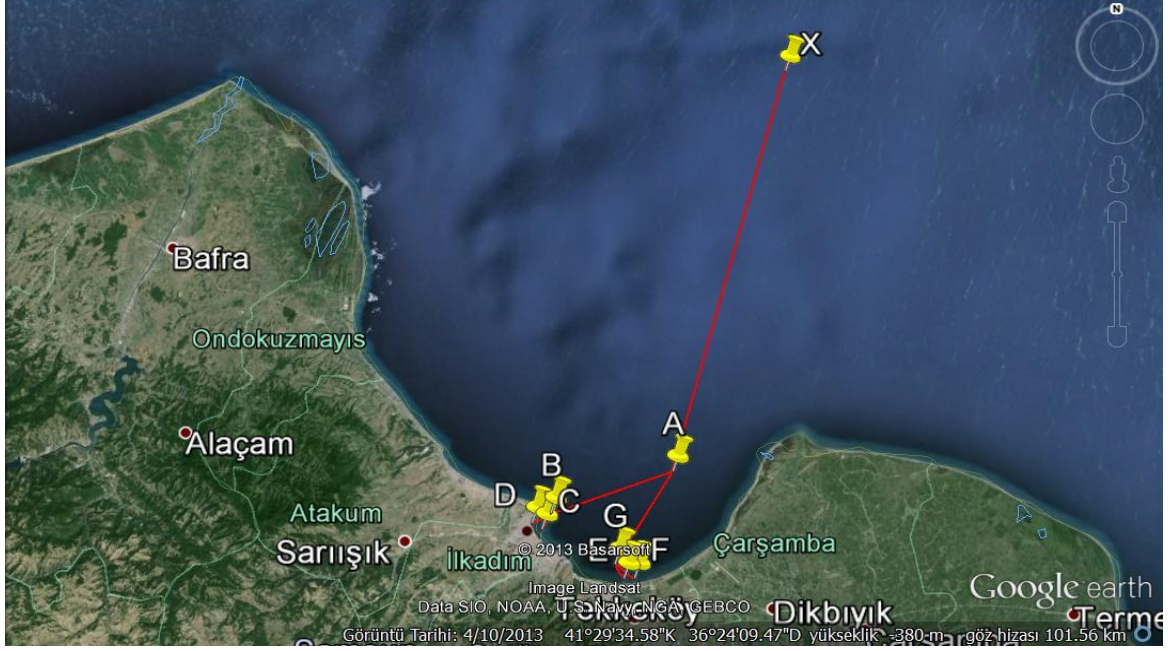 N
X
Bafra
Ondokuzmayıs
A
Alaçam
B
D
C
Atakum
G
Sarıışık
İlkadım
© 2013 Basarsoft
E
F
Çarşamba
Image Landsat
Google earth
Data SIO, NOAA, U.S. Navy, NGA, GEBCO
Tekkeköy
Dikbıyık
Terme
Görüntü Tarihi: 4/10/2013 41°29'34.58"K 36°24'09.47"D yükseklik -380 m göz hizası 101.56 km